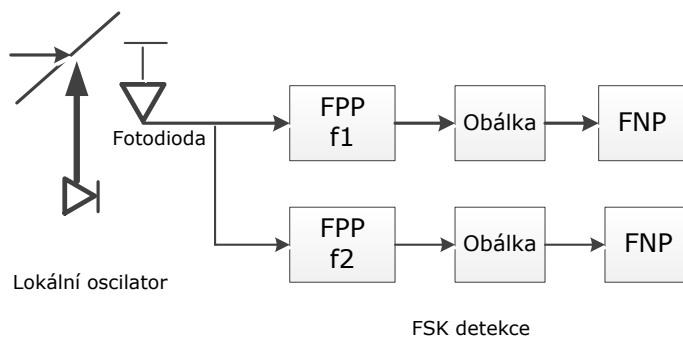 FPP
f1
Obálka
FNP
Fotodioda
FPP
f2
Obálka
FNP
Lokální oscilator
FSK detekce